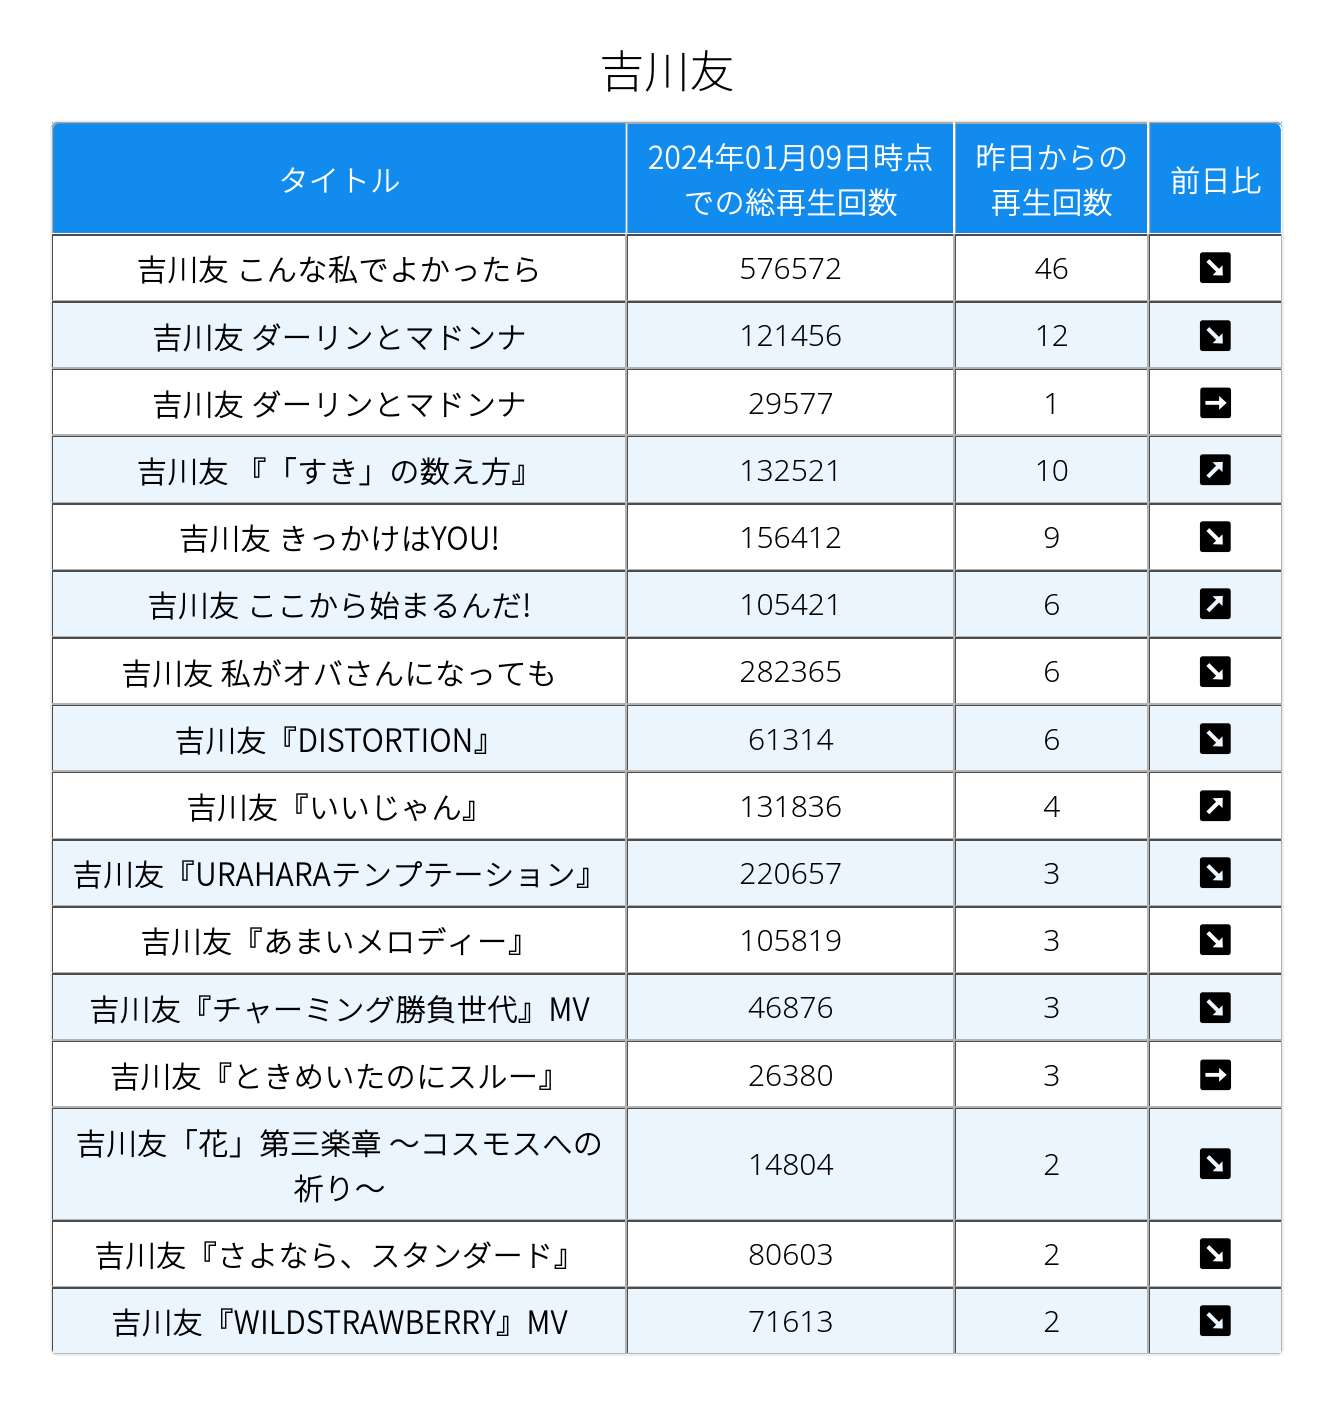 吉川友
タイトル
2024年01月09日時点
での総再生回数
昨日からの
再生回数
前日比
吉川友 こんな私でよかったら 576572 46 ↘
吉川友 ダーリンとマドンナ 121456 12 ↘
吉川友 ダーリンとマドンナ 29577 1 →
吉川友 『「すき」の数え方』 132521 10 ↗
吉川友 きっかけはYOU! 156412 9 ↘
吉川友 ここから始まるんだ! 105421 6 ↗
吉川友 私がオバさんになっても 282365 6 ↘
吉川友『DISTORTION』 61314 6 ↘
吉川友『いいじゃん』 131836 4 ↗
吉川友『URAHARAテンプテーション』 220657 3 ↘
吉川友『あまいメロディー』 105819 3 ↘
吉川友『チャーミング勝負世代』MV 46876 3 ↘
吉川友『ときめいたのにスルー』 26380 3 →
吉川友「花」第三楽章 〜コスモスへの
祈り〜 14804 2 ↘
吉川友『さよなら、スタンダード』 80603 2 ↘
吉川友『WILDSTRAWBERRY』MV 71613 2 ↘